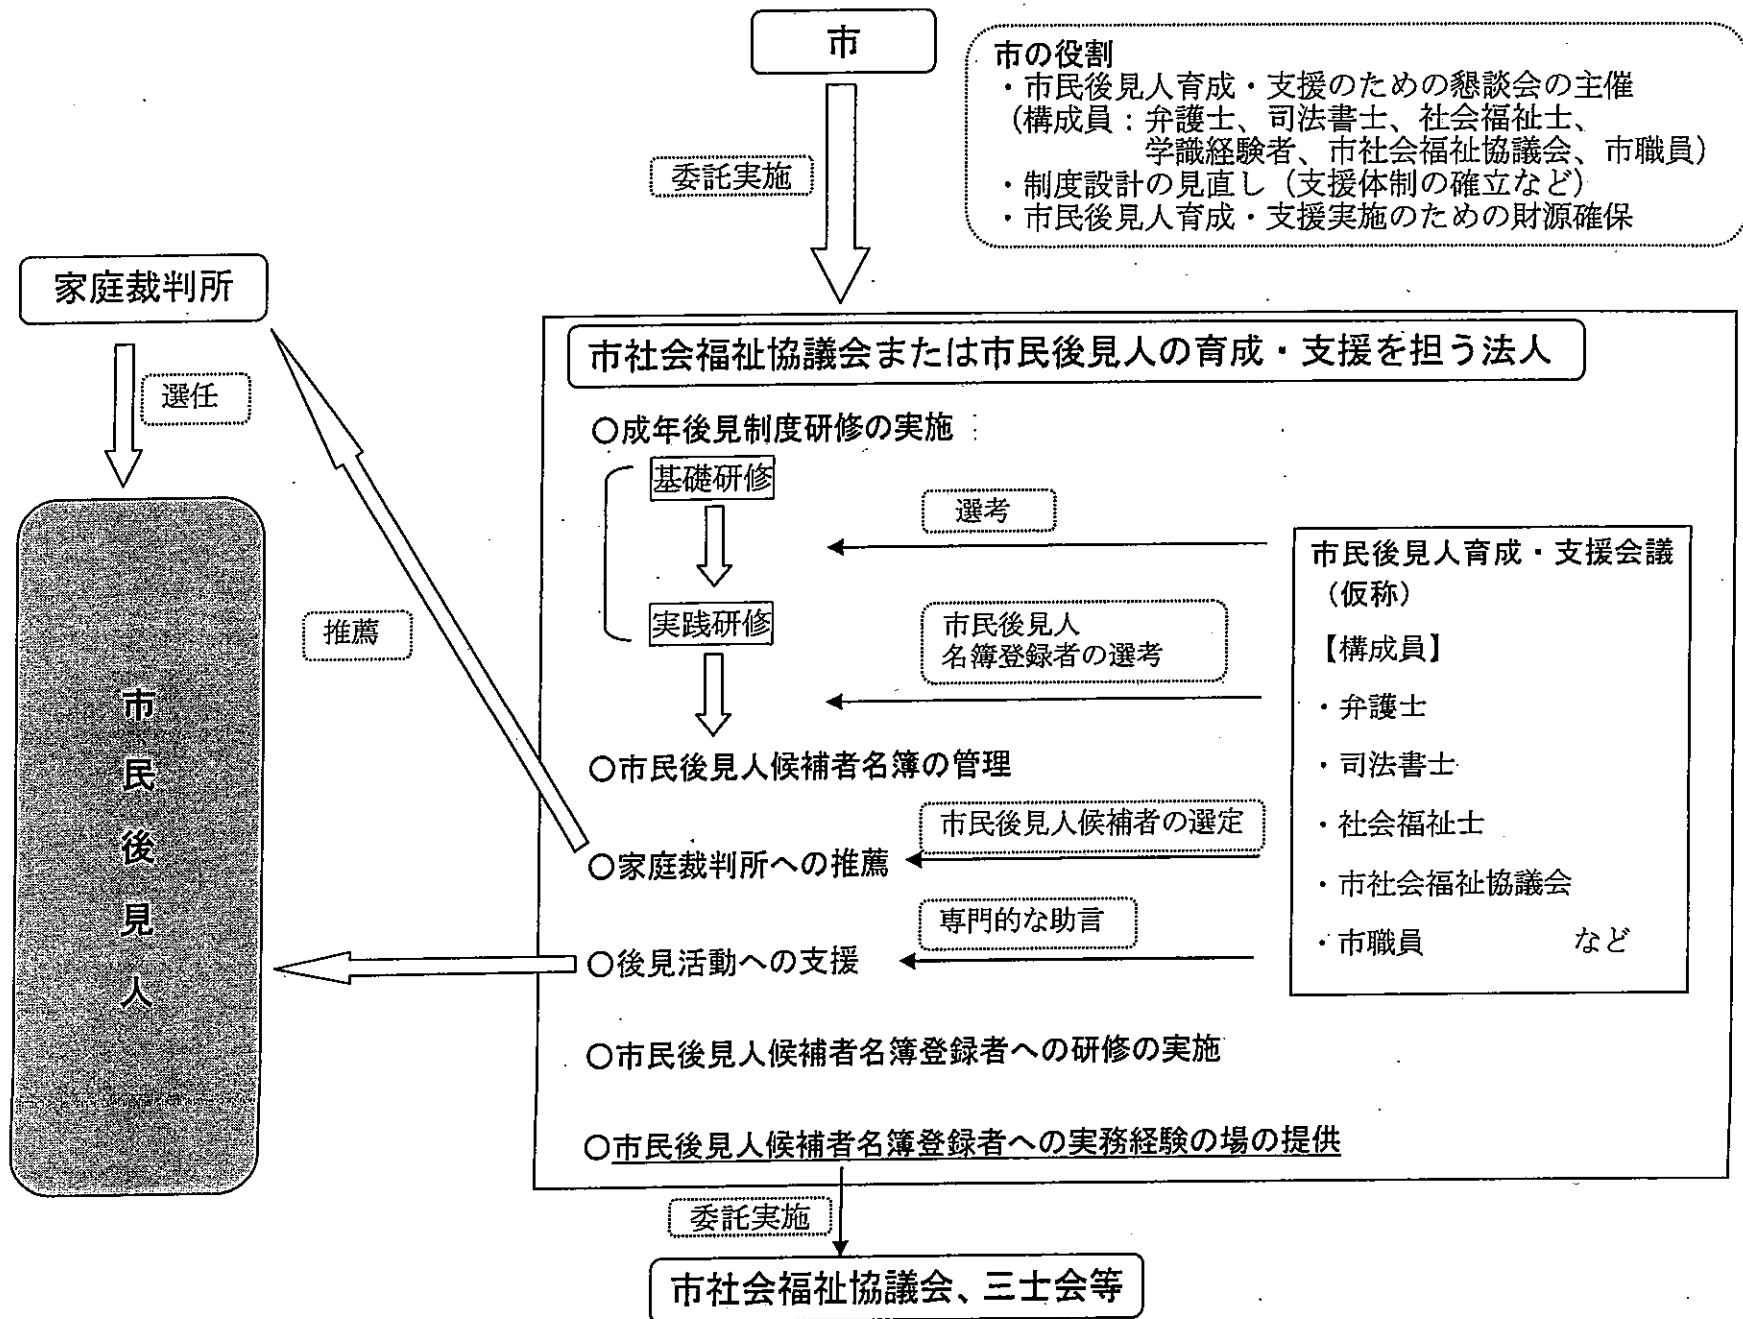 市
市の役割
・市民後見人育成・支援のための懇談会の主催
(構成員：弁護士、司法書士、社会福祉士、
学識経験者、市社会福祉協議会、市職員)
・制度設計の見直し（支援体制の確立など）
・市民後見人育成・支援実施のための財源確保
委託実施
家庭裁判所
選任
推薦
市民後見人
市社会福祉協議会または市民後見人の育成・支援を担う法人
○成年後見制度研修の実施
基礎研修
選考
実践研修
市民後見人
名簿登録者の選考
○市民後見人候補者名簿の管理
市民後見人候補者の選定
○家庭裁判所への推薦
専門的な助言
○後見活動への支援
○市民後見人候補者名簿登録者への研修の実施
○市民後見人候補者名簿登録者への実務経験の場の提供
市民後見人育成・支援会議
（仮称）
【構成員】
・弁護士
・司法書士
・社会福祉士
・市社会福祉協議会
・市職員　　など
委託実施
市社会福祉協議会、三士会等